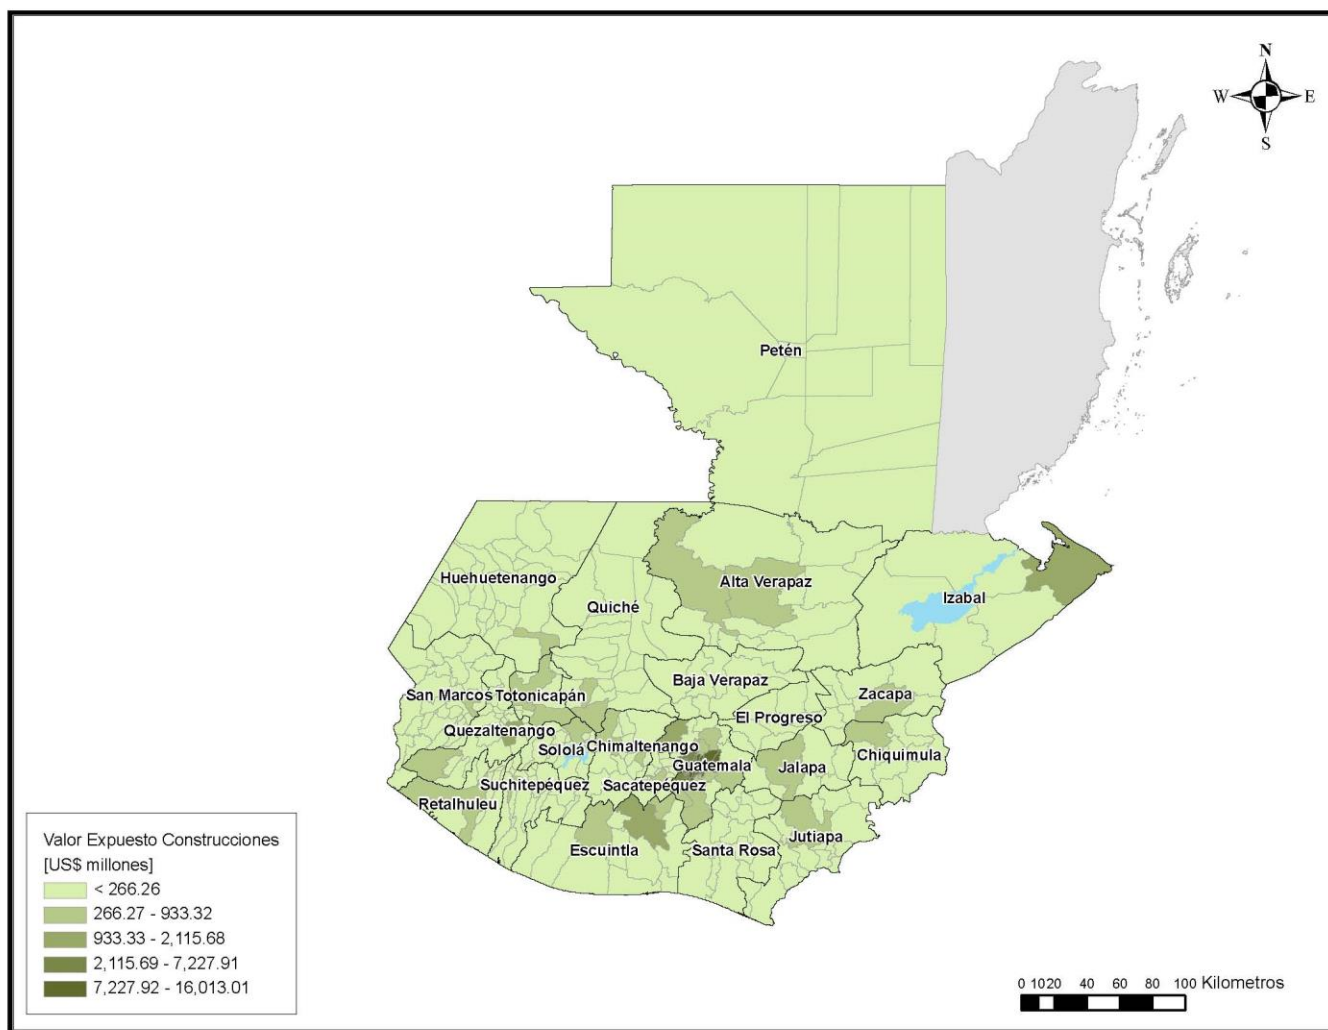 N
W E
S
Petén
Huehuetenango
Quiché
Alta Verapaz
Izabal
Baja Verapaz
Zacapa
San Marcos
Totonicapán
El Progreso
Quezaltenango
Sololá
Chimaltenango
Guatemala
Jalapa
Chiquimula
Suchitepéquez
Sacatepéquez
Retalhuleu
Escuintla
Santa Rosa
Jutiapa
Valor Expuesto Construcciones
[US$ millones]
< 266.26
266.27 - 933.32
933.33 - 2,115.68
2,115.69 - 7,227.91
7,227.92 - 16,013.01
0 10 20 40 60 80 100 Kilometros